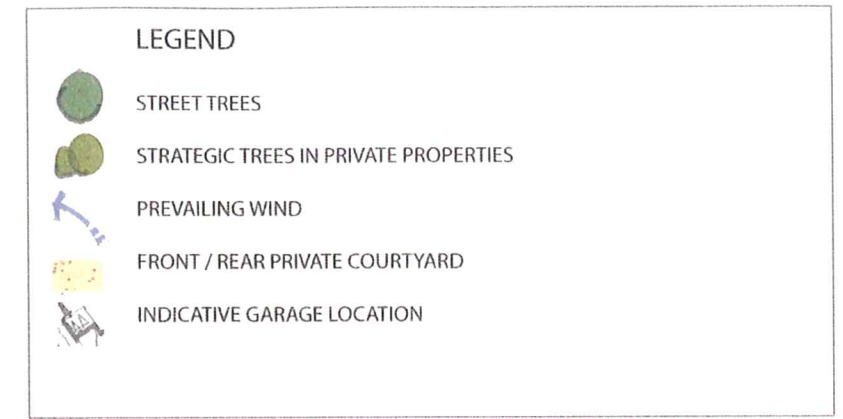 LEGEND
STREET TREES
STRATEGIC TREES IN PRIVATE PROPERTIES
PREVAILING WIND
FRONT / REAR PRIVATE COURTYARD
INDICATIVE GARAGE LOCATION